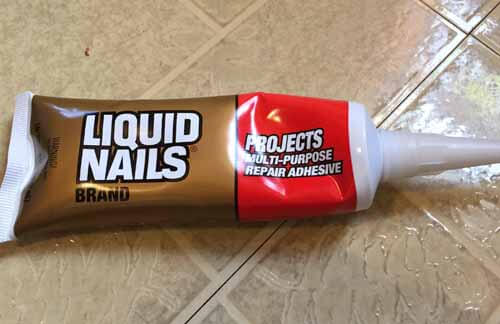 LIQUID
NAILS®
BRAND
PROJECTS
MULTI-PURPOSE
REPAIR ADHESIVE